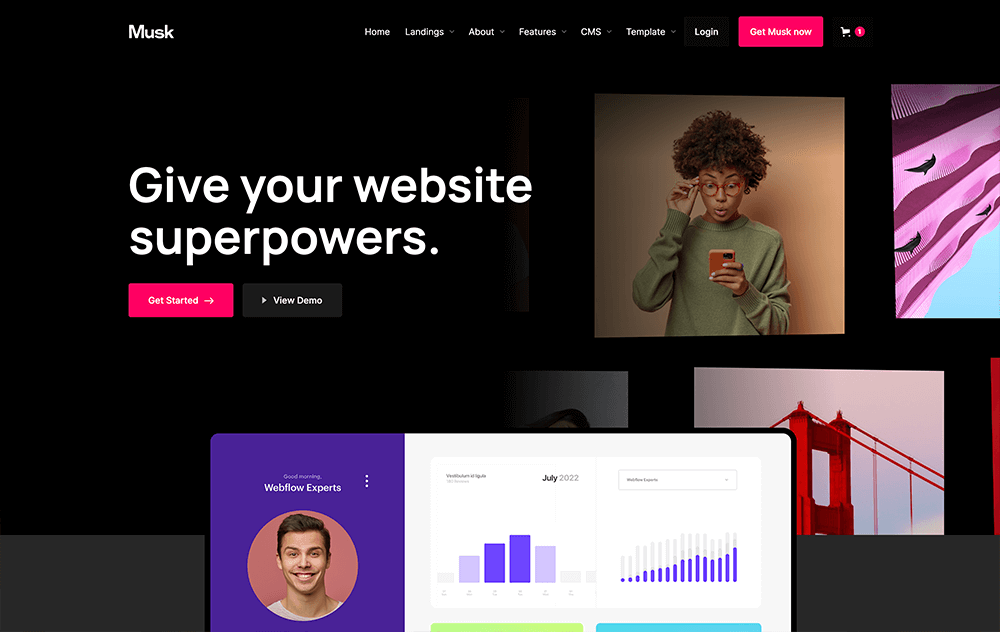 Musk
Home Landings About Features CMS Template Login Get Musk now 1
Give your website
superpowers.
Get Started → View Demo
Good morning,
Webflow Experts
Vestibulum id ligula
July 2022
Webflow Experts